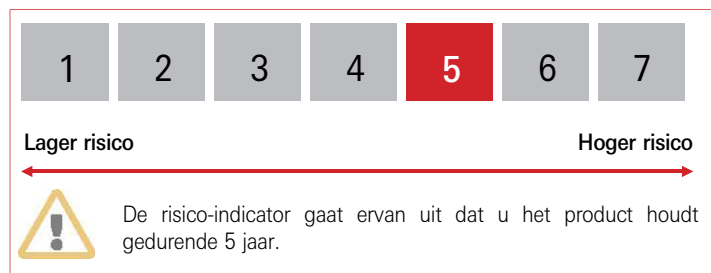 1 2 3 4 5 6 7
Lager risico Hoger risico
De risico-indicator gaat ervan uit dat u het product houdt
gedurende 5 jaar.